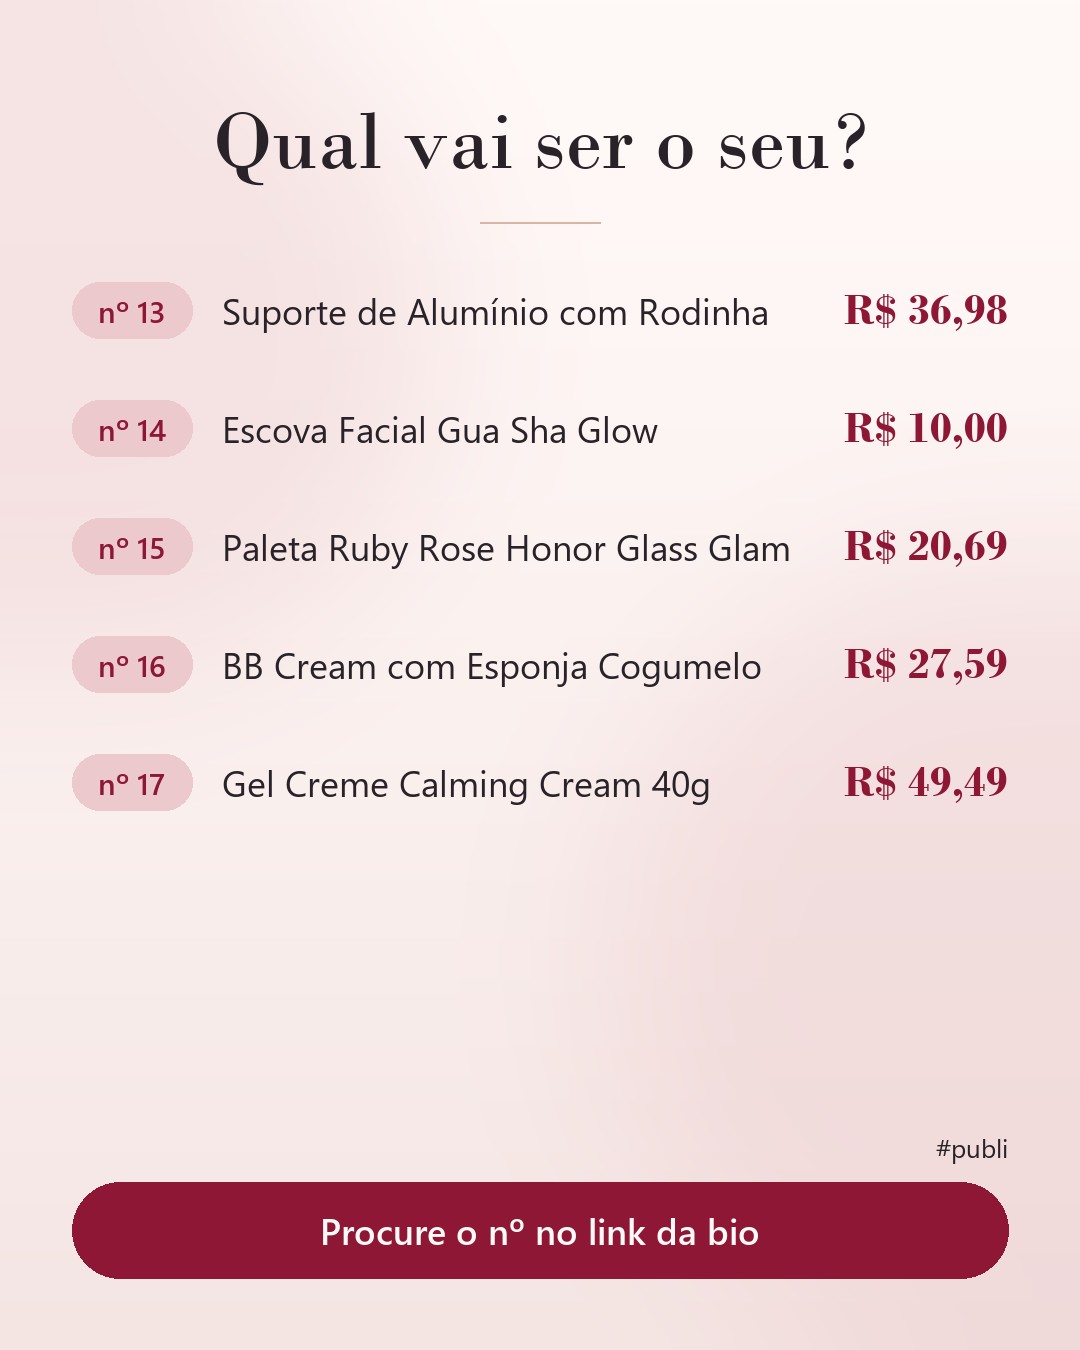 Qual vai ser o seu?
nº 13 Suporte de Alumínio com Rodinha R$ 36,98
nº 14 Escova Facial Gua Sha Glow R$ 10,00
nº 15 Paleta Ruby Rose Honor Glass Glam R$ 20,69
nº 16 BB Cream com Esponja Cogumelo R$ 27,59
nº 17 Gel Creme Calming Cream 40g R$ 49,49
#publi
Procure o nº no link da bio